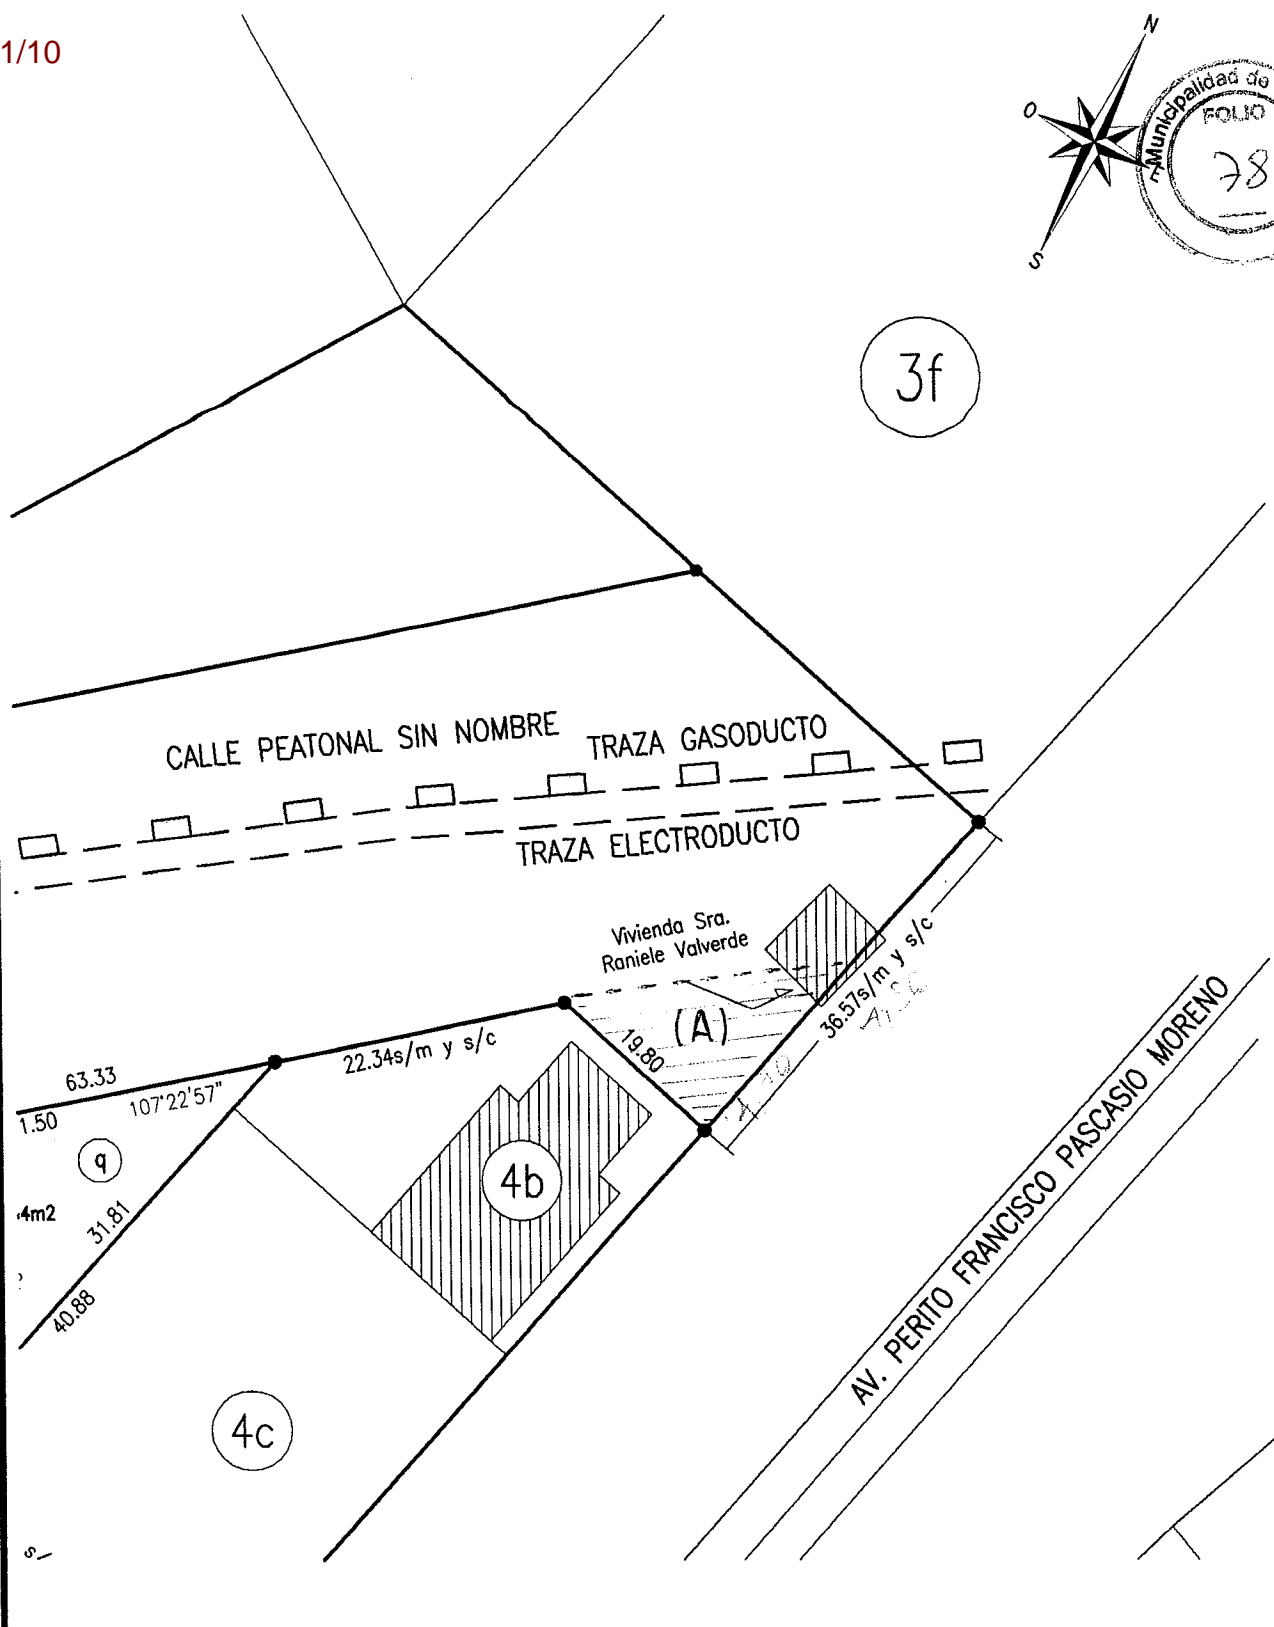 1/10
N
O
E
S
Municipalidad de
FOLIO
78
3f
CALLE PEATONAL SIN NOMBRE
TRAZA GASODUCTO
TRAZA ELECTRODUCTO
Vivienda Sra.
Raniele Valverde
(A)
36.57s/m y s/c
19.80
22.34s/m y s/c
63.33
107°22'57"
1.50
q
4m2
31.81
40.88
4b
4c
AV. PERITO FRANCISCO PASCASIO MORENO